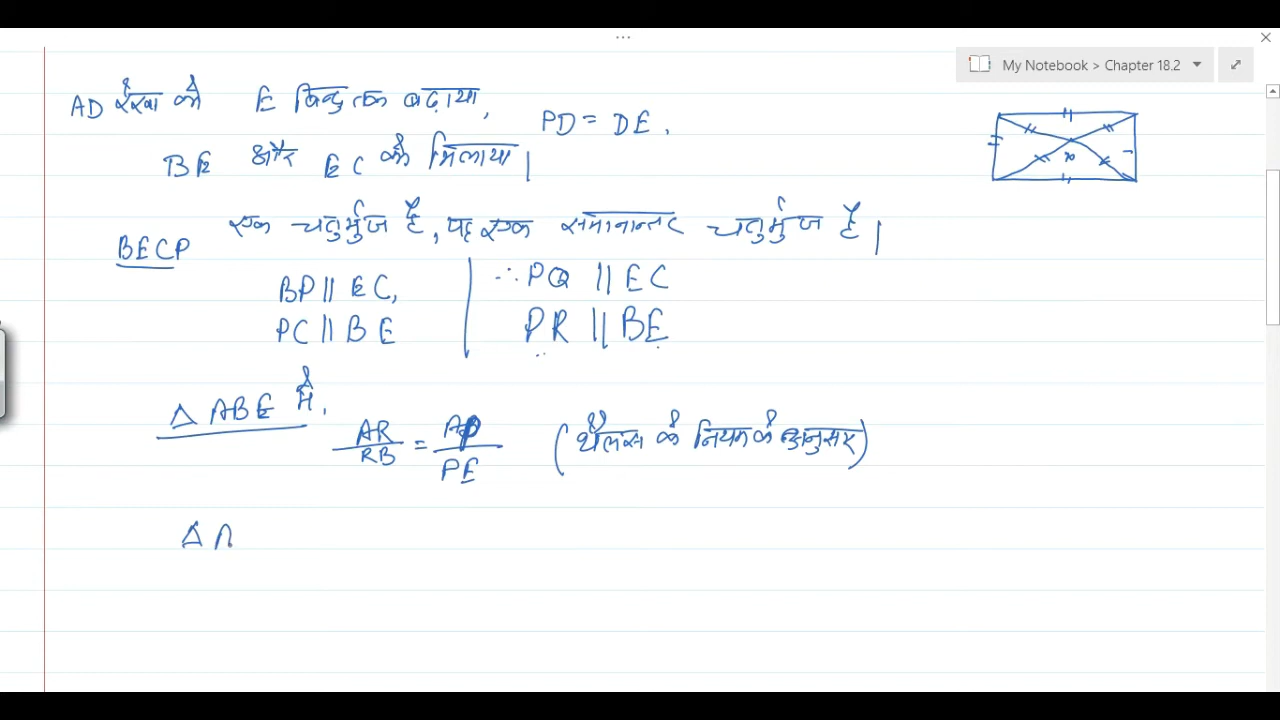 My Notebook > Chapter 18.2
AD रेखा को E बिन्दु तक बढ़ाया, PD = DE.
BE और EC को मिलाया |
BECP एक चतुर्भुज है, यह एक समानान्तर चतुर्भुज है |
BP || EC, ∴ PQ || EC
PC || BE PR || BE
△ ABE में,
AR/RB = AP/PE (थेल्स के नियम के अनुसार)
△ A